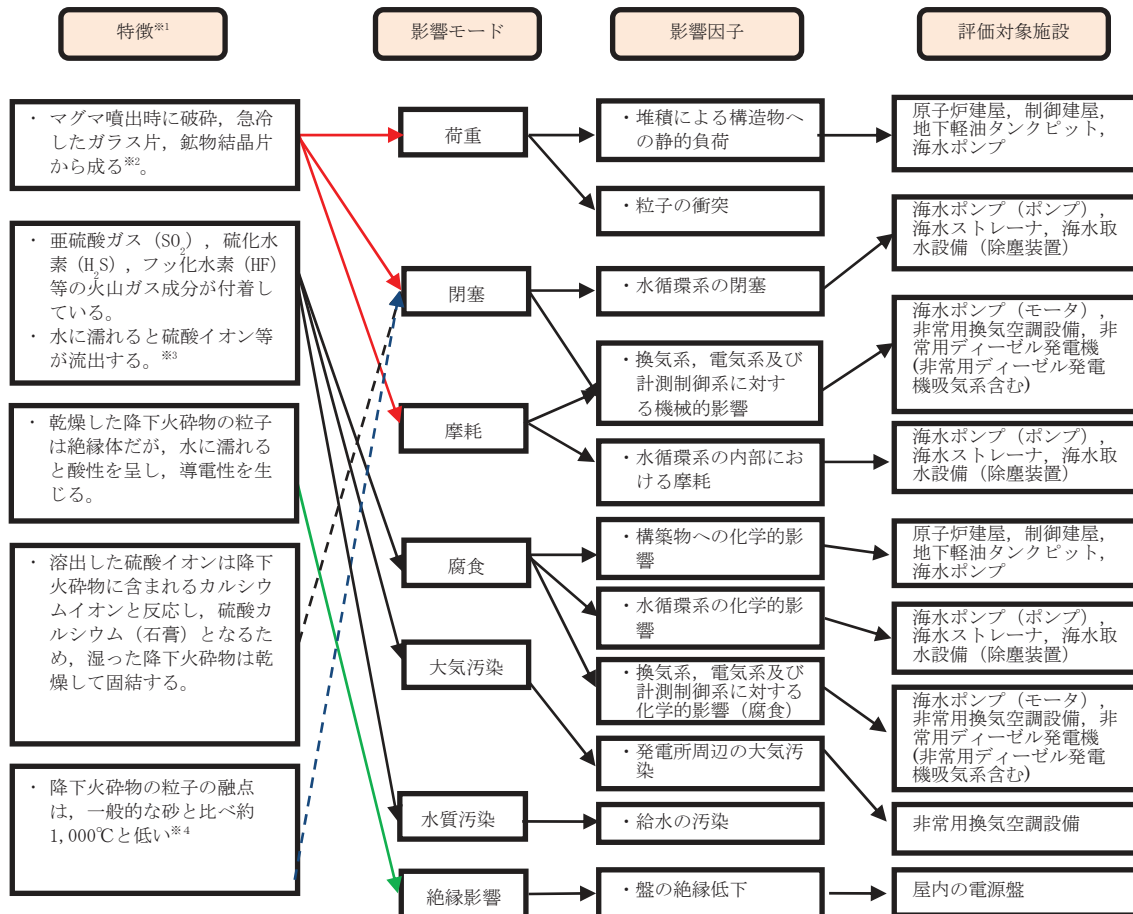 特徴※1
影響モード
影響因子
評価対象施設
・ マグマ噴出時に破砕，急冷
したガラス片，鉱物結晶片
から成る※2。
・ 亜硫酸ガス（SO2），硫化水
素（H2S），フッ化水素（HF）
等の火山ガス成分が付着し
ている。
・ 水に濡れると硫酸イオン等
が流出する。※3
・ 乾燥した降下火砕物の粒子
は絶縁体だが，水に濡れる
と酸性を呈し，導電性を生
じる。
・ 溶出した硫酸イオンは降下
火砕物に含まれるカルシウ
ムイオンと反応し，硫酸カ
ルシウム（石膏）となるた
め，湿った降下火砕物は乾
燥して固結する。
・ 降下火砕物の粒子の融点
は，一般的な砂と比べ約
1,000℃と低い※4
荷重
閉塞
摩耗
腐食
大気汚染
水質汚染
絶縁影響
・堆積による構造物へ
の静的負荷
・粒子の衝突
・水循環系の閉塞
・換気系，電気系及び
計測制御系に対す
る機械的影響
・水循環系の内部にお
ける摩耗
・構築物への化学的影
響
・水循環系の化学的影
響
・換気系，電気系及び
計測制御系に対する
化学的影響（腐食）
・発電所周辺の大気汚
染
・給水の汚染
・盤の絶縁低下
原子炉建屋，制御建屋，
地下軽油タンクピット，
海水ポンプ
海水ポンプ（ポンプ），
海水ストレーナ，海水取
水設備（除塵装置）
海水ポンプ（モータ），
非常用換気空調設備，非
常用ディーゼル発電機
(非常用ディーゼル発電
機吸気系含む)
海水ポンプ（ポンプ），
海水ストレーナ，海水取
水設備（除塵装置）
原子炉建屋，制御建屋，
地下軽油タンクピット，
海水ポンプ
海水ポンプ（ポンプ），
海水ストレーナ，海水取
水設備（除塵装置）
海水ポンプ（モータ），
非常用換気空調設備，非
常用ディーゼル発電機
(非常用ディーゼル発電
機吸気系含む)
非常用換気空調設備
屋内の電源盤